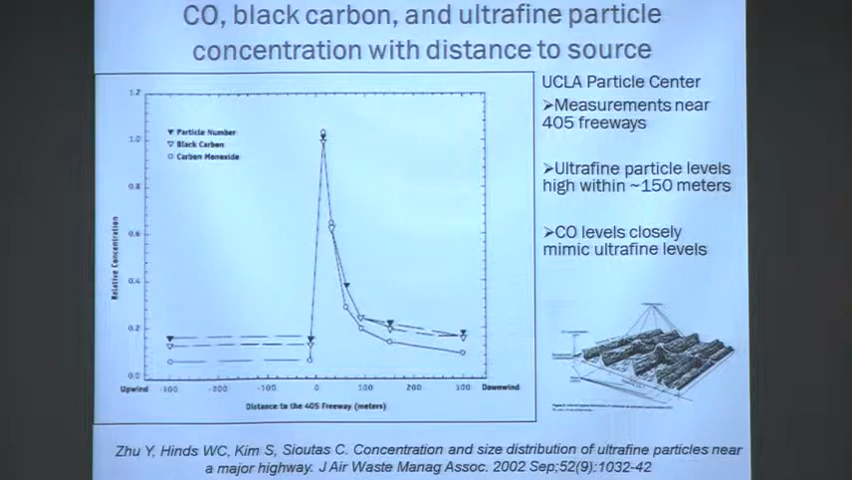 CO, black carbon, and ultrafine particle
concentration with distance to source
1.2
1.0
0.8
0.6
0.4
0.2
0.0
Relative Concentration
Particle Number
Black Carbon
Carbon Monoxide
Upwind -300 -200 -100 0 100 200 300 Downwind
Distance to the 405 Freeway (meters)
UCLA Particle Center
➢Measurements near
405 freeways
➢Ultrafine particle levels
high within ~150 meters
➢CO levels closely
mimic ultrafine levels
Zhu Y, Hinds WC, Kim S, Sioutas C. Concentration and size distribution of ultrafine particles near
a major highway. J Air Waste Manag Assoc. 2002 Sep;52(9):1032-42